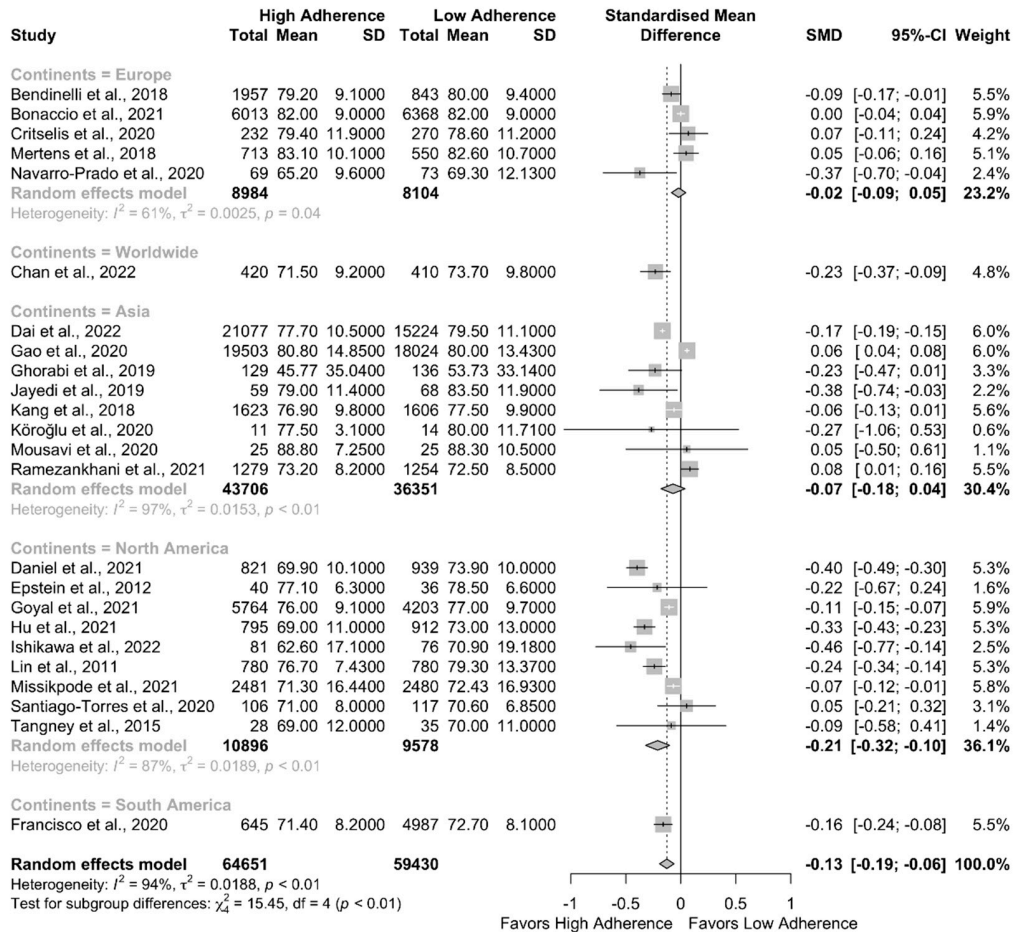 High Adherence Low Adherence Standardised Mean
Study Total Mean SD Total Mean SD Difference SMD 95%-CI Weight
Continents = Europe
Bendinelli et al., 2018 1957 79.20 9.1000 843 80.00 9.4000 -0.09 [-0.17; -0.01] 5.5%
Bonaccio et al., 2021 6013 82.00 9.0000 6368 82.00 9.0000 0.00 [-0.04; 0.04] 5.9%
Critselis et al., 2020 232 79.40 11.9000 270 78.60 11.2000 0.07 [-0.11; 0.24] 4.2%
Mertens et al., 2018 713 83.10 10.1000 550 82.60 10.7000 0.05 [-0.06; 0.16] 5.1%
Navarro-Prado et al., 2020 69 65.20 9.6000 73 69.30 12.1300 -0.37 [-0.70; -0.04] 2.4%
Random effects model 8984 8104 -0.02 [-0.09; 0.05] 23.2%
Heterogeneity: I² = 61%, τ² = 0.0025, p = 0.04
Continents = Worldwide
Chan et al., 2022 420 71.50 9.2000 410 73.70 9.8000 -0.23 [-0.37; -0.09] 4.8%
Continents = Asia
Dai et al., 2022 21077 77.70 10.5000 15224 79.50 11.1000 -0.17 [-0.19; -0.15] 6.0%
Gao et al., 2020 19503 80.80 14.8500 18024 80.00 13.4300 0.06 [0.04; 0.08] 6.0%
Ghorabi et al., 2019 129 45.77 35.0400 136 53.73 33.1400 -0.23 [-0.47; 0.01] 3.3%
Jayedi et al., 2019 59 79.00 11.4000 68 83.50 11.9000 -0.38 [-0.74; -0.03] 2.2%
Kang et al., 2018 1623 76.90 9.8000 1606 77.50 9.9000 -0.06 [-0.13; 0.01] 5.6%
Köroğlu et al., 2020 11 77.50 3.1000 14 80.00 11.7100 -0.27 [-1.06; 0.53] 0.6%
Mousavi et al., 2020 25 88.80 7.2500 25 88.30 10.5000 0.05 [-0.50; 0.61] 1.1%
Ramezankhani et al., 2021 1279 73.20 8.2000 1254 72.50 8.5000 0.08 [0.01; 0.16] 5.5%
Random effects model 43706 36351 -0.07 [-0.18; 0.04] 30.4%
Heterogeneity: I² = 97%, τ² = 0.0153, p < 0.01
Continents = North America
Daniel et al., 2021 821 69.90 10.1000 939 73.90 10.0000 -0.40 [-0.49; -0.30] 5.3%
Epstein et al., 2012 40 77.10 6.3000 36 78.50 6.6000 -0.22 [-0.67; 0.24] 1.6%
Goyal et al., 2021 5764 76.00 9.1000 4203 77.00 9.7000 -0.11 [-0.15; -0.07] 5.9%
Hu et al., 2021 795 69.00 11.0000 912 73.00 13.0000 -0.33 [-0.43; -0.23] 5.3%
Ishikawa et al., 2022 81 62.60 17.1000 76 70.90 19.1800 -0.46 [-0.77; -0.14] 2.5%
Lin et al., 2011 780 76.70 7.4300 780 79.30 13.3700 -0.24 [-0.34; -0.14] 5.3%
Missikpode et al., 2021 2481 71.30 16.4400 2480 72.43 16.9300 -0.07 [-0.12; -0.01] 5.8%
Santiago-Torres et al., 2020 106 71.00 8.0000 117 70.60 6.8500 0.05 [-0.21; 0.32] 3.1%
Tangney et al., 2015 28 69.00 12.0000 35 70.00 11.0000 -0.09 [-0.58; 0.41] 1.4%
Random effects model 10896 9578 -0.21 [-0.32; -0.10] 36.1%
Heterogeneity: I² = 87%, τ² = 0.0189, p < 0.01
Continents = South America
Francisco et al., 2020 645 71.40 8.2000 4987 72.70 8.1000 -0.16 [-0.24; -0.08] 5.5%
Random effects model 64651 59430 -0.13 [-0.19; -0.06] 100.0%
Heterogeneity: I² = 94%, τ² = 0.0188, p < 0.01
Test for subgroup differences: χ²₄ = 15.45, df = 4 (p < 0.01)
-1 -0.5 0 0.5 1
Favors High Adherence Favors Low Adherence